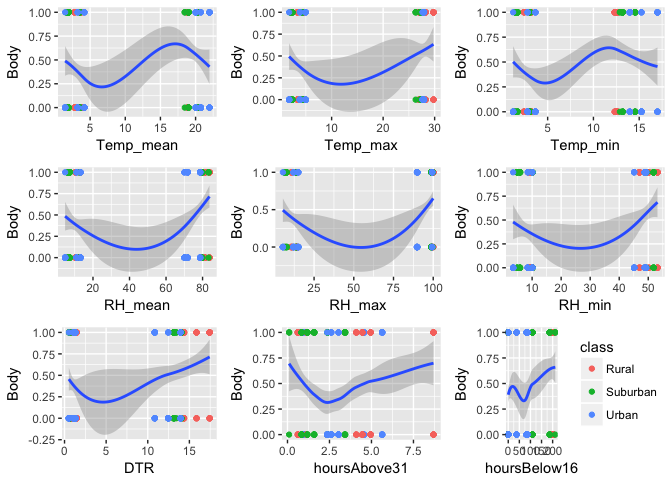 Body
1.00
0.75
0.50
0.25
0.00
5 10 15 20
Temp_mean
Body
1.00
0.75
0.50
0.25
0.00
10 20 30
Temp_max
Body
1.00
0.75
0.50
0.25
0.00
5 10 15
Temp_min
Body
1.00
0.75
0.50
0.25
0.00
20 40 60 80
RH_mean
Body
1.0
0.5
0.0
25 50 75 100
RH_max
Body
1.00
0.75
0.50
0.25
0.00
10 20 30 40 50
RH_min
Body
1.00
0.75
0.50
0.25
0.00
-0.25
0 5 10 15
DTR
Body
1.00
0.75
0.50
0.25
0.00
0.0 2.5 5.0 7.5
hoursAbove31
Body
1.00
0.75
0.50
0.25
0.00
0 50 100 150 200
hoursBelow16
class
Rural
Suburban
Urban